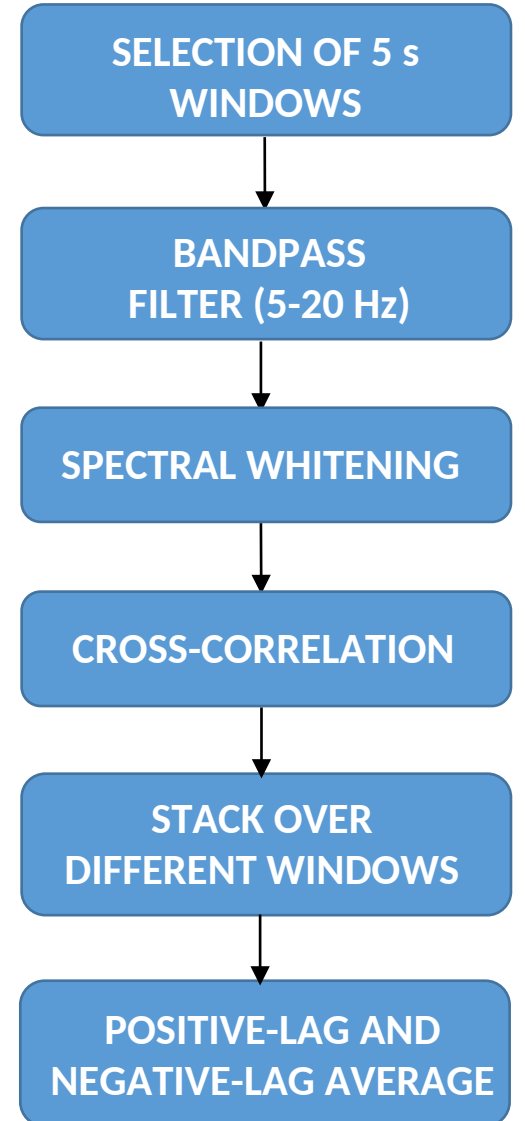 SELECTION OF 5 s
WINDOWS
BANDPASS
FILTER (5-20 Hz)
SPECTRAL WHITENING
CROSS-CORRELATION
STACK OVER
DIFFERENT WINDOWS
POSITIVE-LAG AND
NEGATIVE-LAG AVERAGE